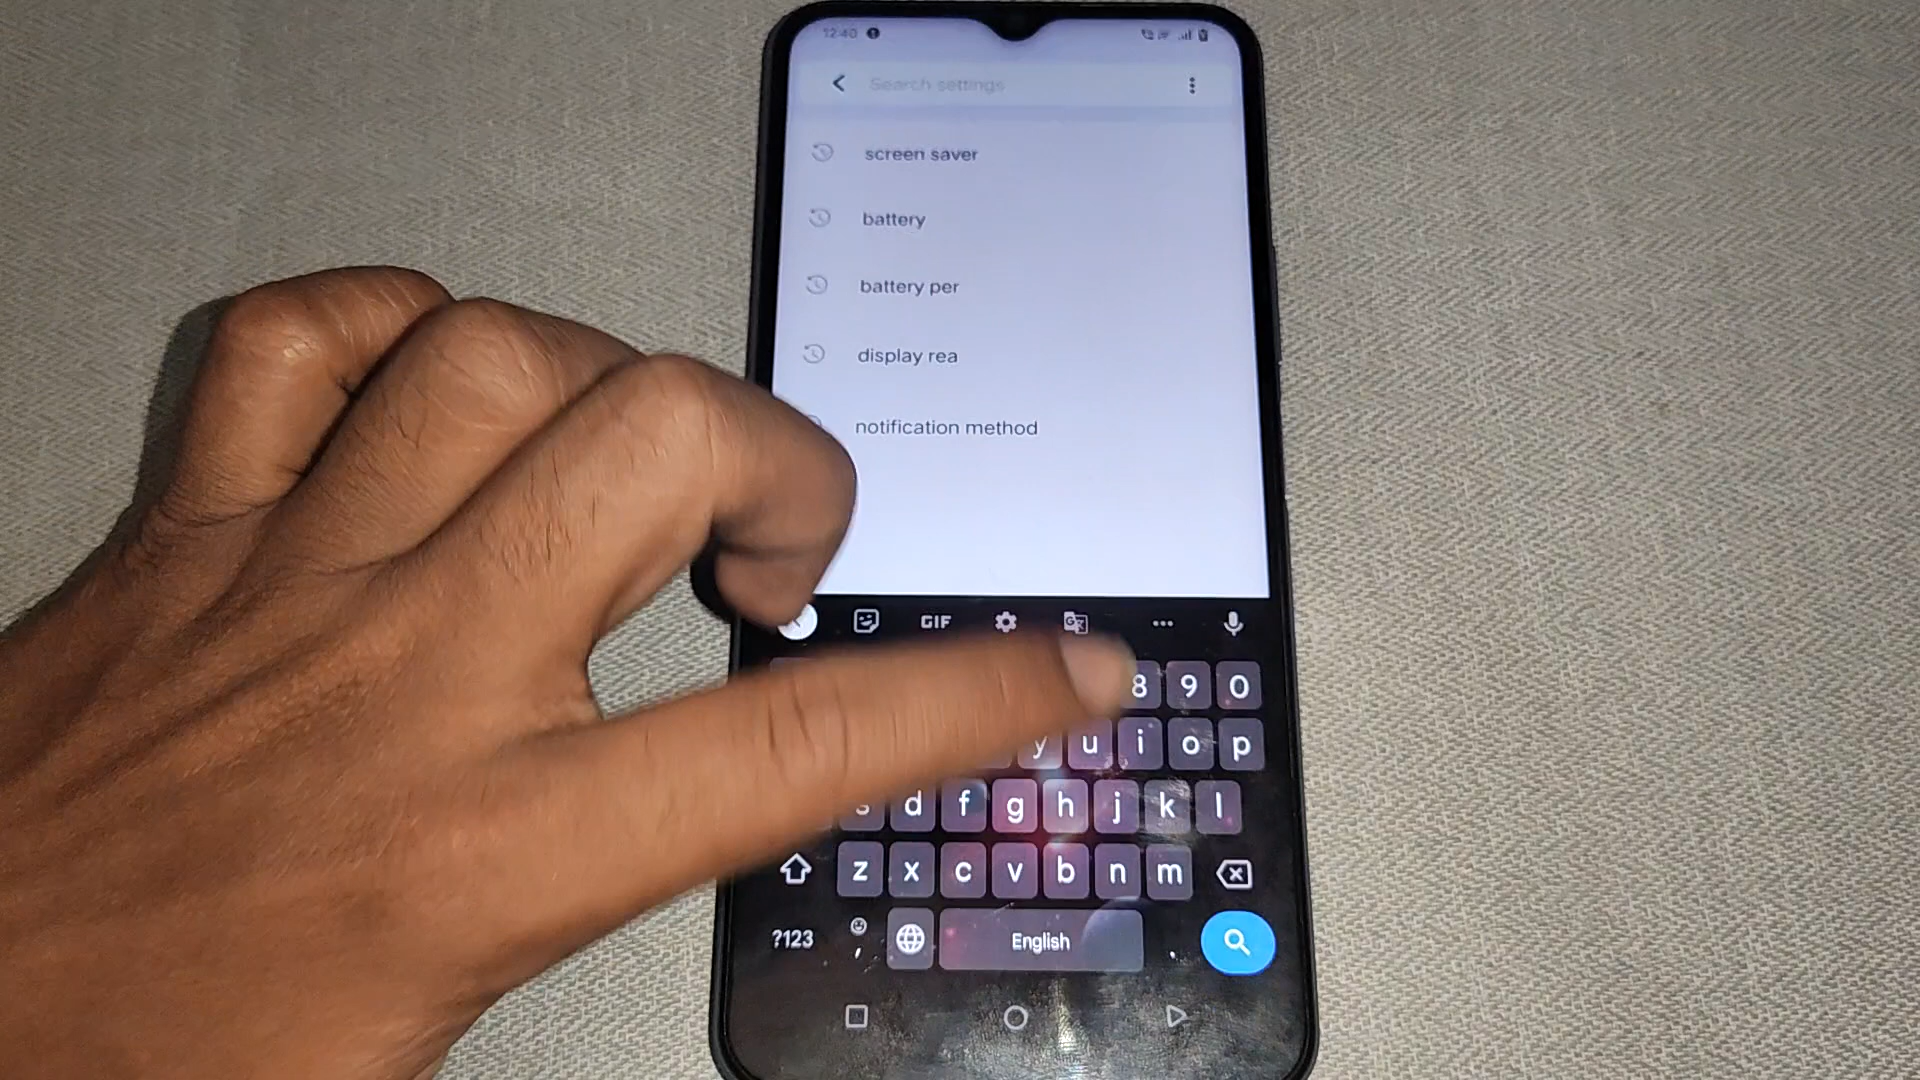 12:40
Search settings
screen saver
battery
battery per
display rea
notification method
GIF
8 9 0
y u i o p
s d f g h j k l
z x c v b n m
?123 , English .